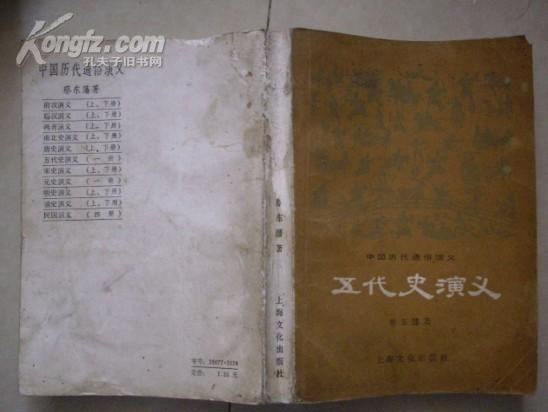 Kongfz.com
孔夫子旧书网
中国历代通俗演义
蔡东藩著
前汉演义 (上、下册)
后汉演义 (上、下册)
两晋演义 (上、下册)
南北史演义 (上、下册)
唐史演义 (上、下册)
五代史演义 (一册)
宋史演义 (上、下册)
元史演义 (一册)
明史演义 (上、下册)
清史演义 (上、下册)
民国演义 (四册)
定价: 1.35 元
蔡东藩著
上海文化出版社
中国历代通俗演义
五代史演义
蔡东藩著
上海文化出版社